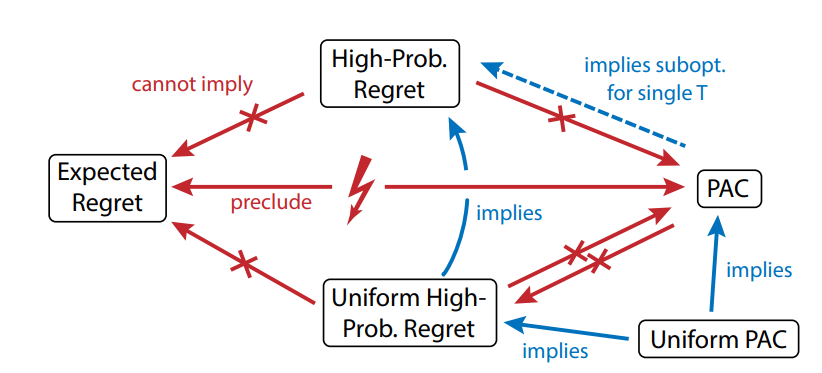 High-Prob.
Regret
implies subopt.
for single T
cannot imply
Expected
Regret
preclude
PAC
implies
implies
Uniform High-
Prob. Regret
Uniform PAC
implies